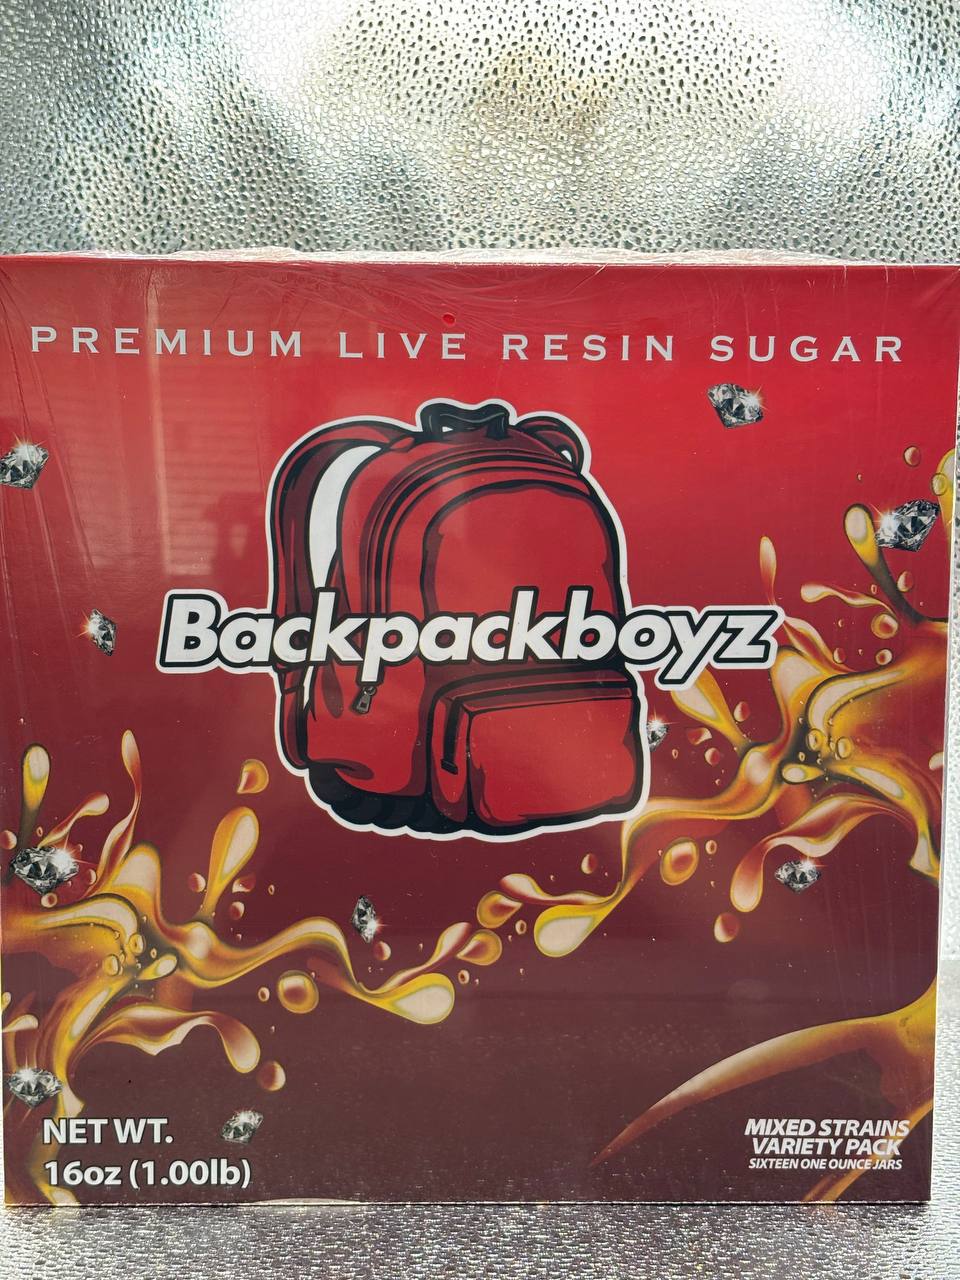 PREMIUM LIVE RESIN SUGAR
Backpackboyz
NET WT.
16oz (1.00lb)
MIXED STRAINS
VARIETY PACK
SIXTEEN ONE OUNCE JARS